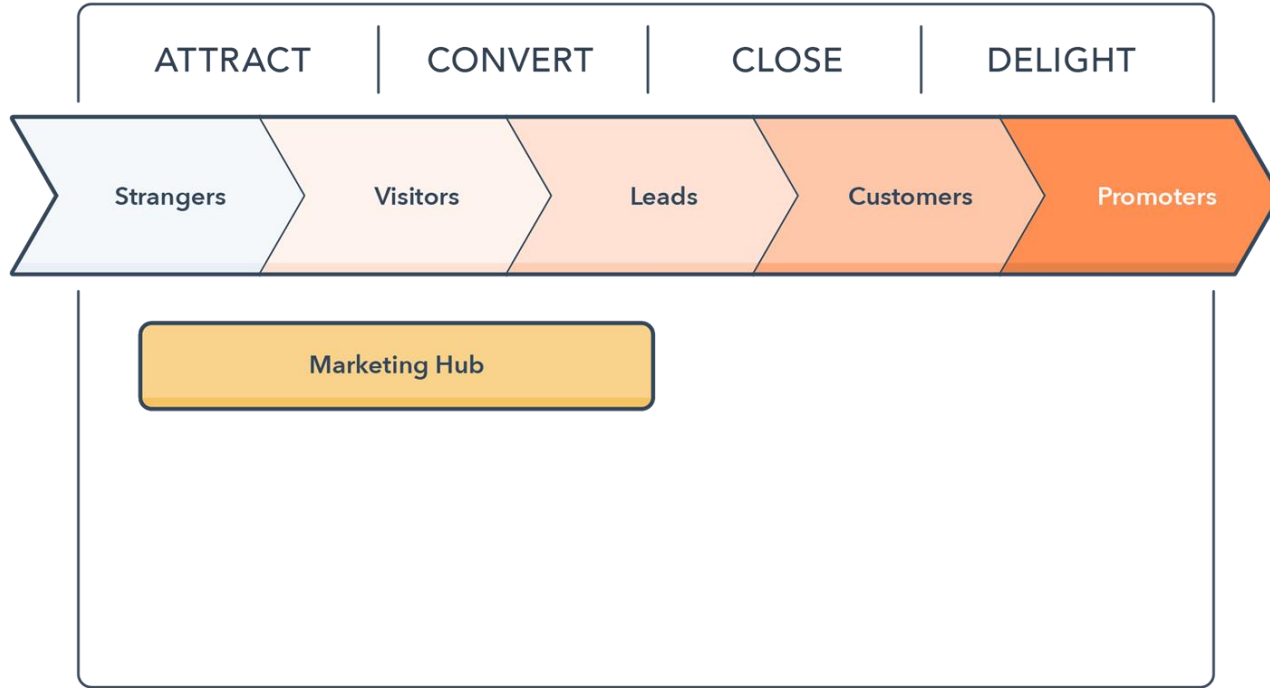 ATTRACT CONVERT CLOSE DELIGHT
Strangers Visitors Leads Customers Promoters
Marketing Hub